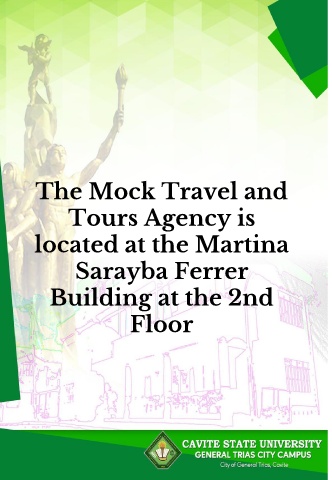 The Mock Travel and
Tours Agency is
located at the Martina
Sarayba Ferrer
Building at the 2nd
Floor
CAVITE STATE UNIVERSITY
GENERAL TRIAS CITY CAMPUS
City of General Trias, Cavite